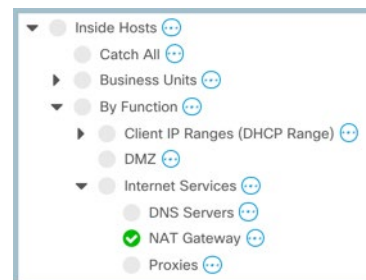 Inside Hosts
Catch All
Business Units
By Function
Client IP Ranges (DHCP Range)
DMZ
Internet Services
DNS Servers
NAT Gateway
Proxies